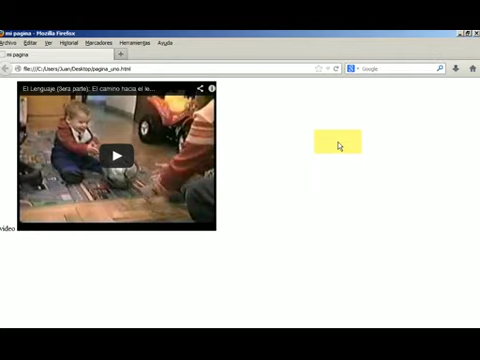 mi pagina - Mozilla Firefox
Archivo Editar Ver Historial Marcadores Herramientas Ayuda
mi pagina
file:///C:/Users/Juan/Desktop/pagina_uno.html
Google
El Lenguaje (3era parte): El camino hacia el le...
video